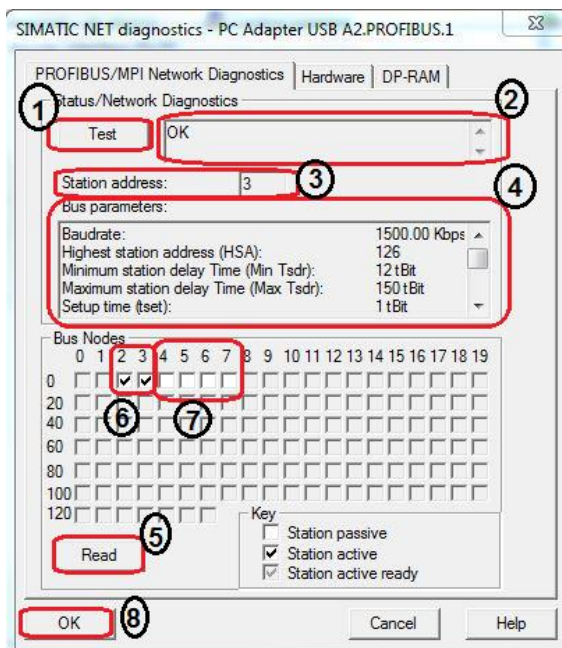 SIMATIC NET diagnostics - PC Adapter USB A2.PROFIBUS.1
PROFIBUS/MPI Network Diagnostics Hardware DP-RAM
Status/Network Diagnostics
1 Test OK 2
Station address: 3 3
Bus parameters: 4
Baudrate: 1500.00 Kbps
Highest station address (HSA): 126
Minimum station delay Time (Min Tsdr): 12 tBit
Maximum station delay Time (Max Tsdr): 150 tBit
Setup time (tset): 1 tBit
Bus Nodes
0 1 2 3 4 5 6 7 8 9 10 11 12 13 14 15 16 17 18 19
0
20
40
6 7
60
80
100
120
Key
Station passive
5 Read Station active
Station active ready
OK 8 Cancel Help